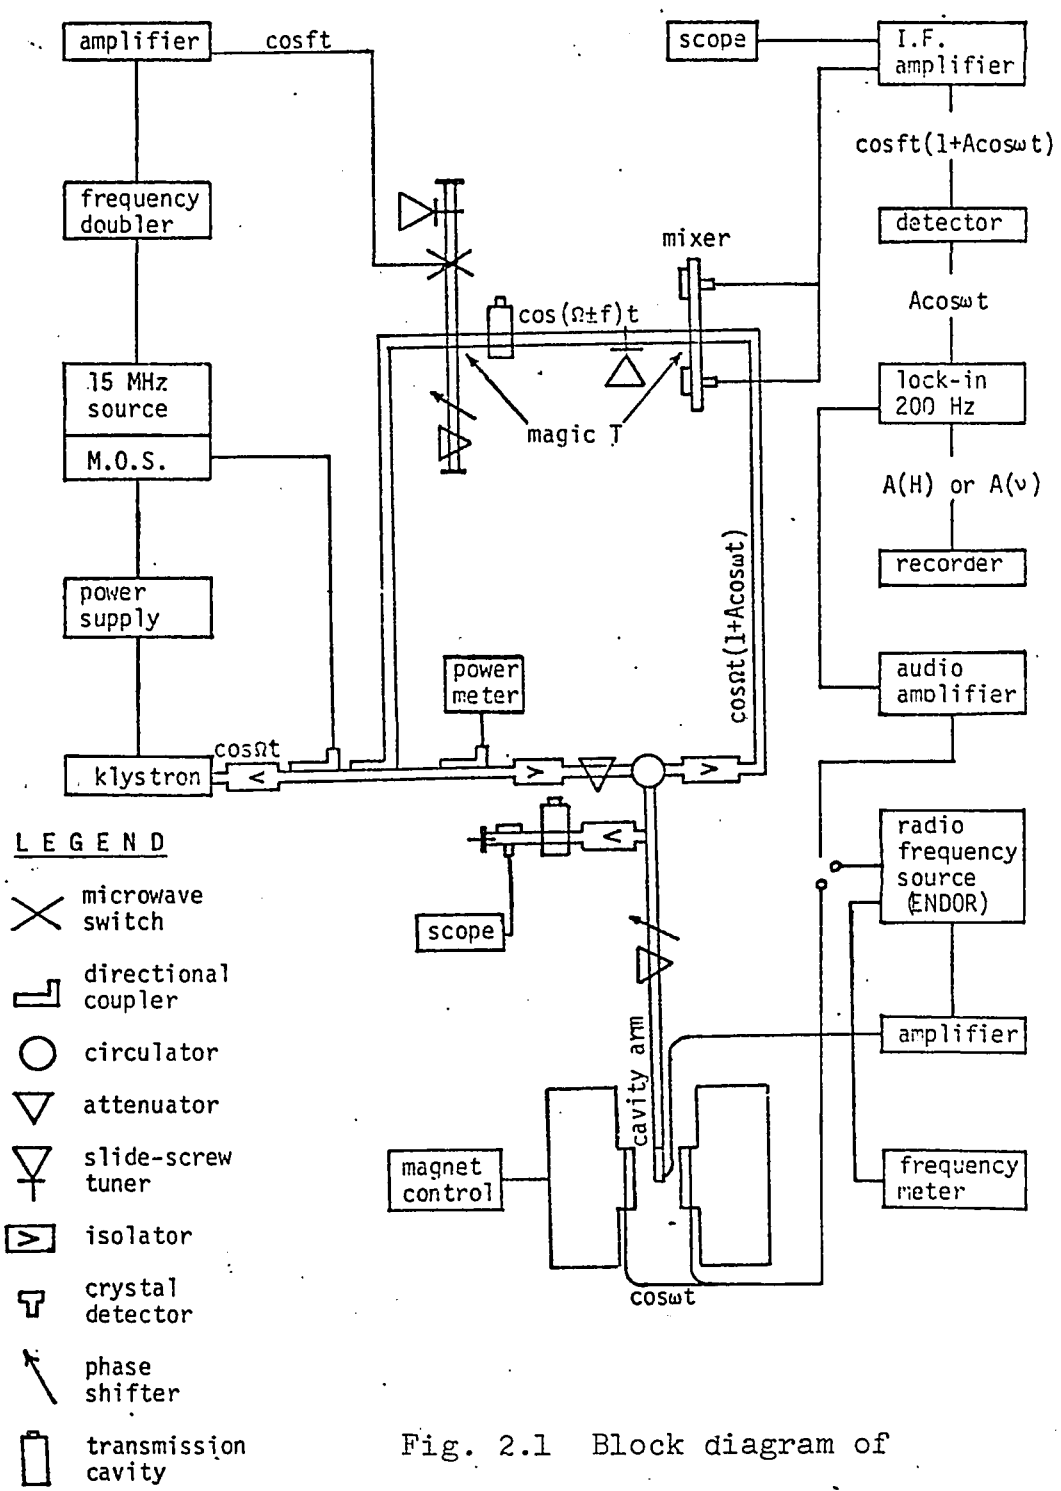 amplifier
cosft
scope
I.F.
amplifier
cosft(1+Acosωt)
frequency
doubler
detector
mixer
Acosωt
cos(Ω±f)t
15 MHz
source
M.O.S.
lock-in
200 Hz
magic T
A(H) or A(ν)
recorder
power
supply
cosΩt(1+Acosωt)
power
meter
audio
amplifier
cosΩt
klystron
<
>
>
<
radio
frequency
source
(ENDOR)
scope
amplifier
cavity arm
magnet
control
frequency
meter
cosωt
LEGEND
microwave
switch
directional
coupler
circulator
attenuator
slide-screw
tuner
>
isolator
crystal
detector
phase
shifter
transmission
cavity
Fig. 2.1 Block diagram of